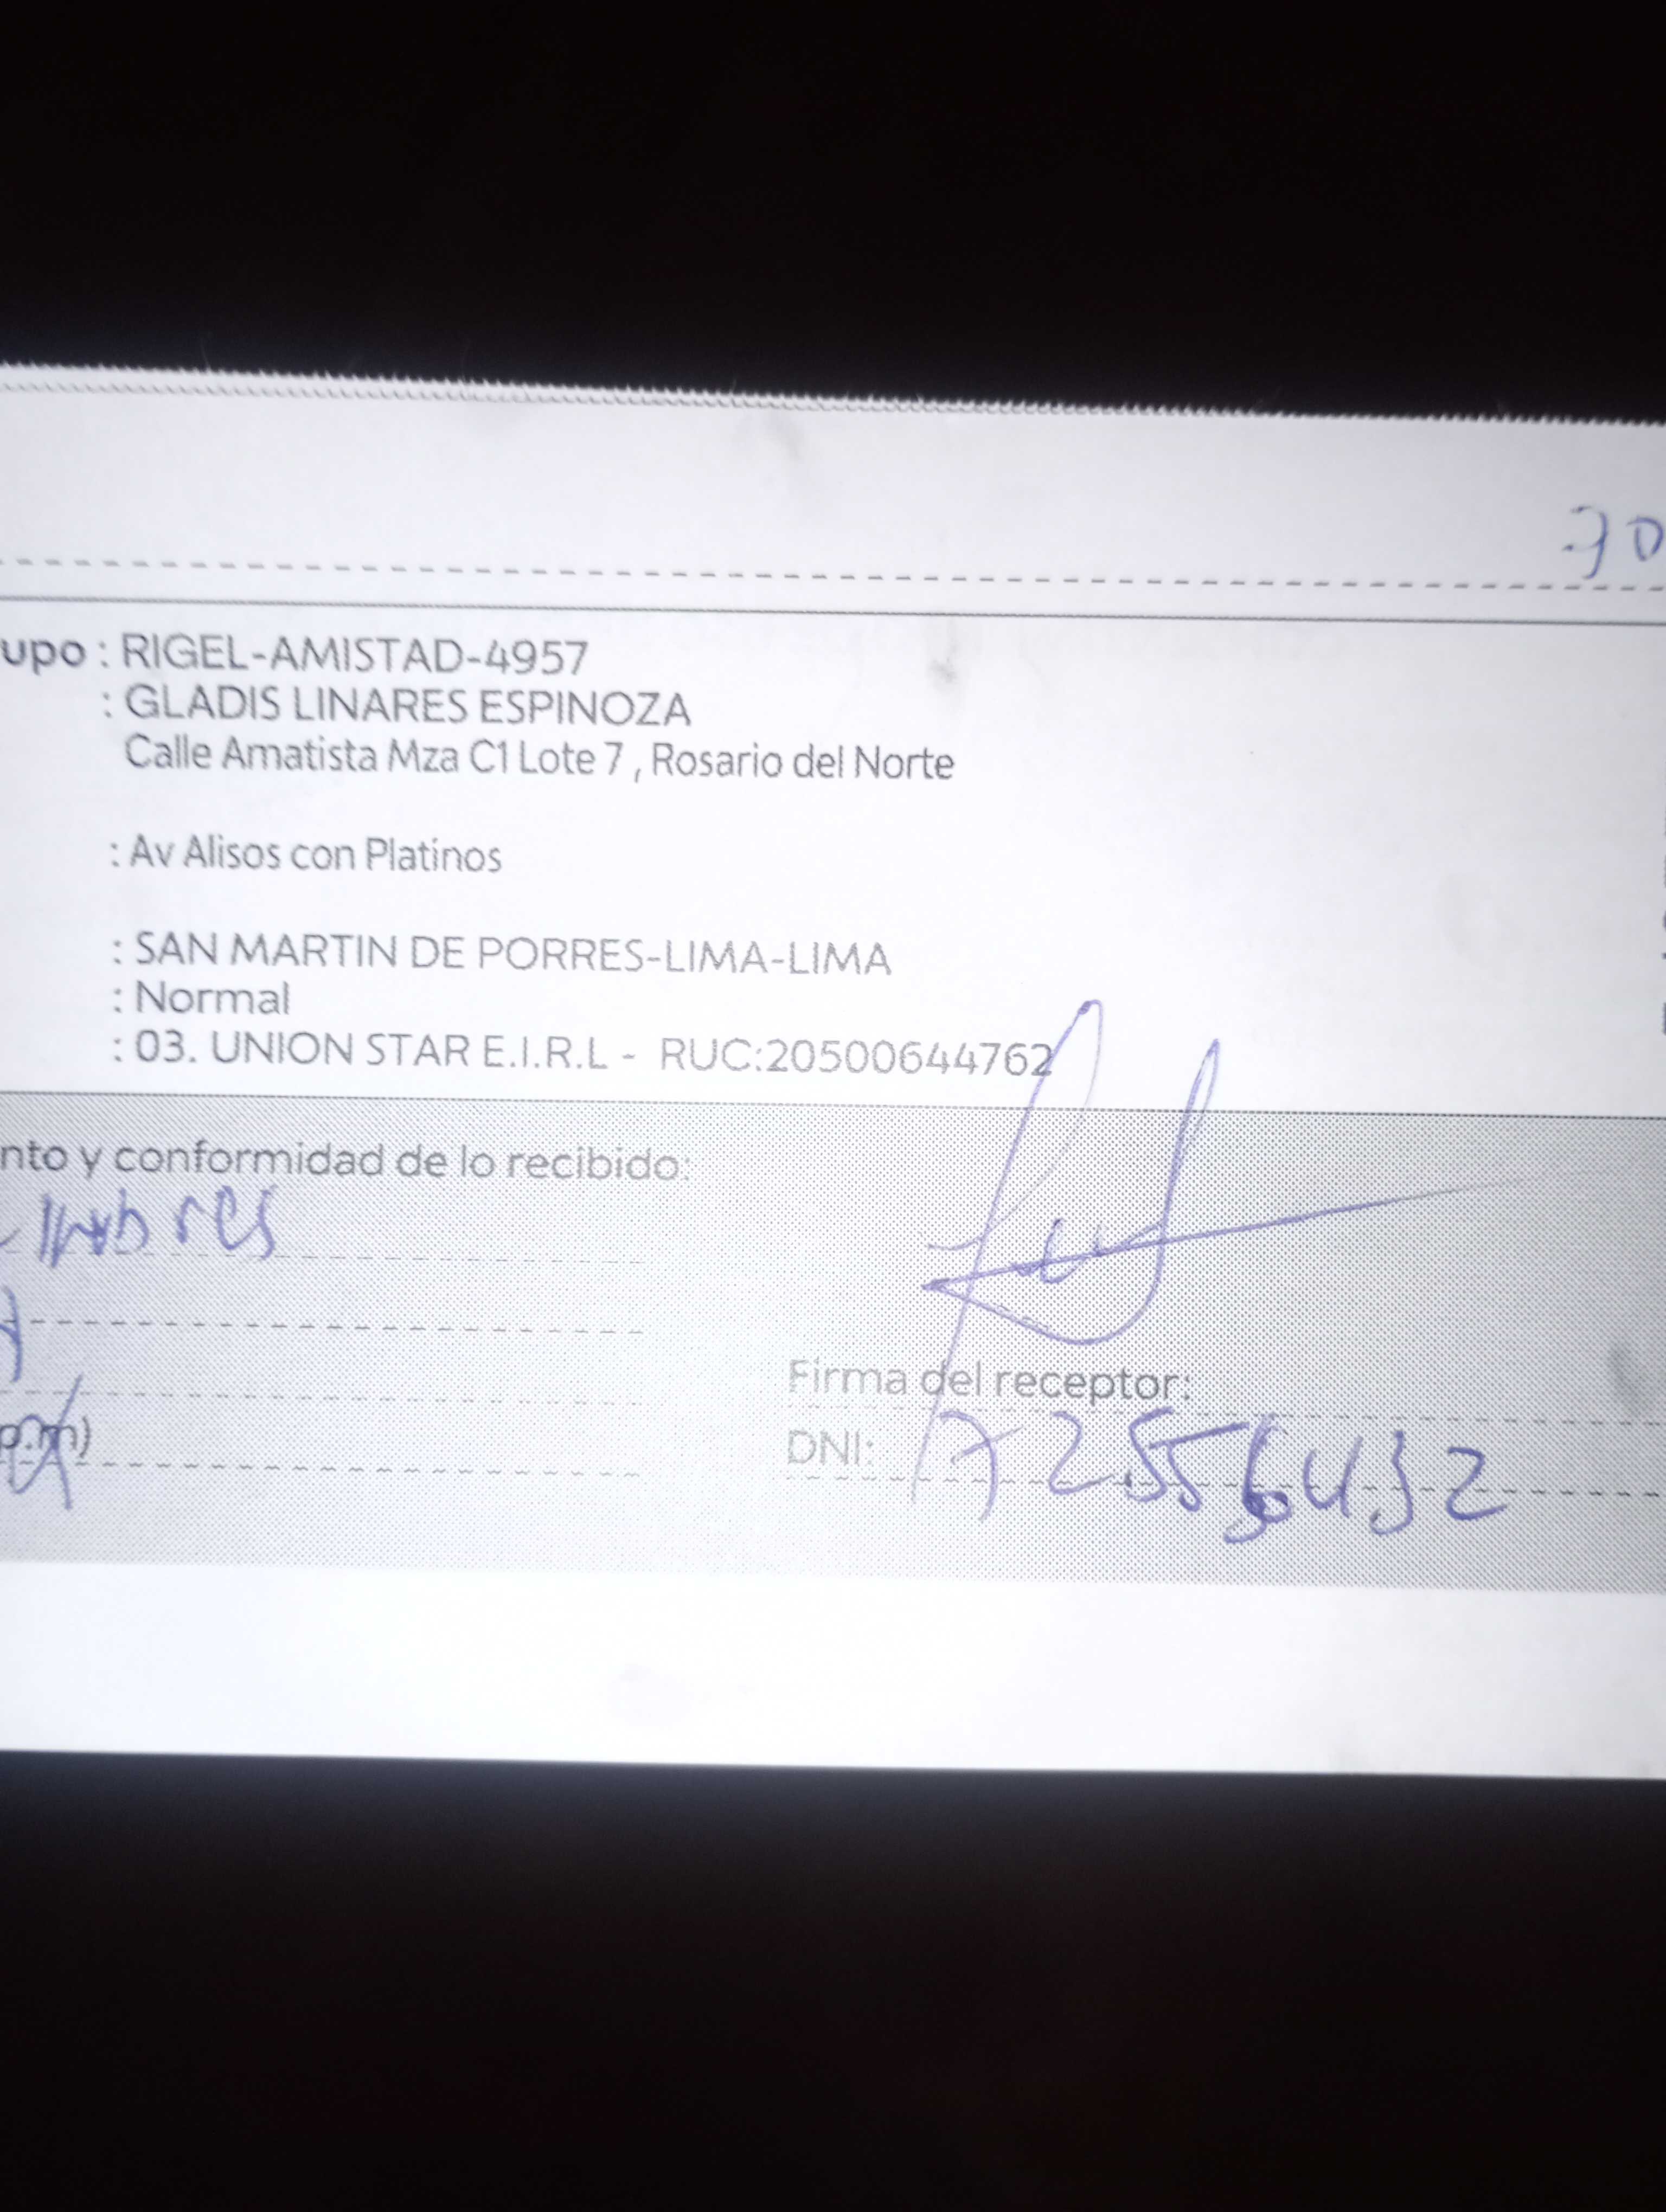 70
upo : RIGEL-AMISTAD-4957
: GLADIS LINARES ESPINOZA
Calle Amatista Mza C1 Lote 7 , Rosario del Norte
: Av Alisos con Platinos
: SAN MARTIN DE PORRES-LIMA-LIMA
: Normal
: 03. UNION STAR E.I.R.L - RUC:20500644762
nto y conformidad de lo recibido:
Firma del receptor:
p.m)
DNI: 72556432